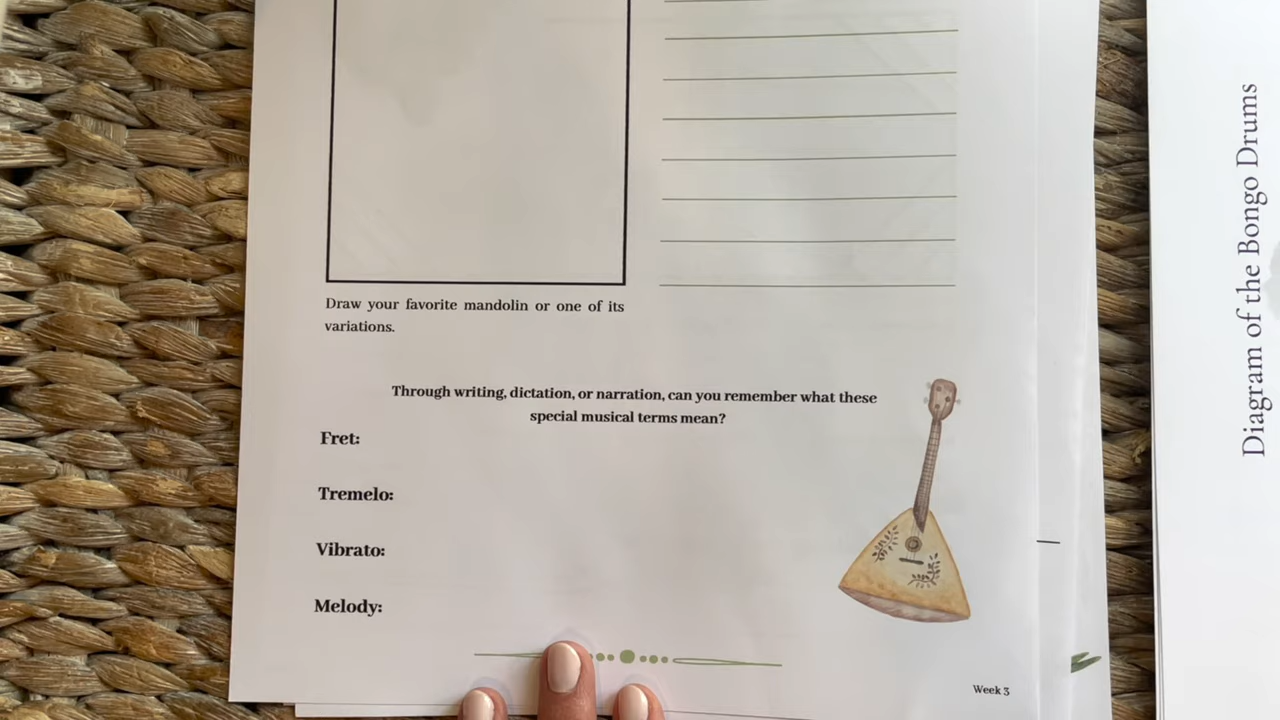 Draw your favorite mandolin or one of its
variations.
Through writing, dictation, or narration, can you remember what these
special musical terms mean?
Fret:
Tremelo:
Vibrato:
Melody:
Week 3
Diagram of the Bongo Drums